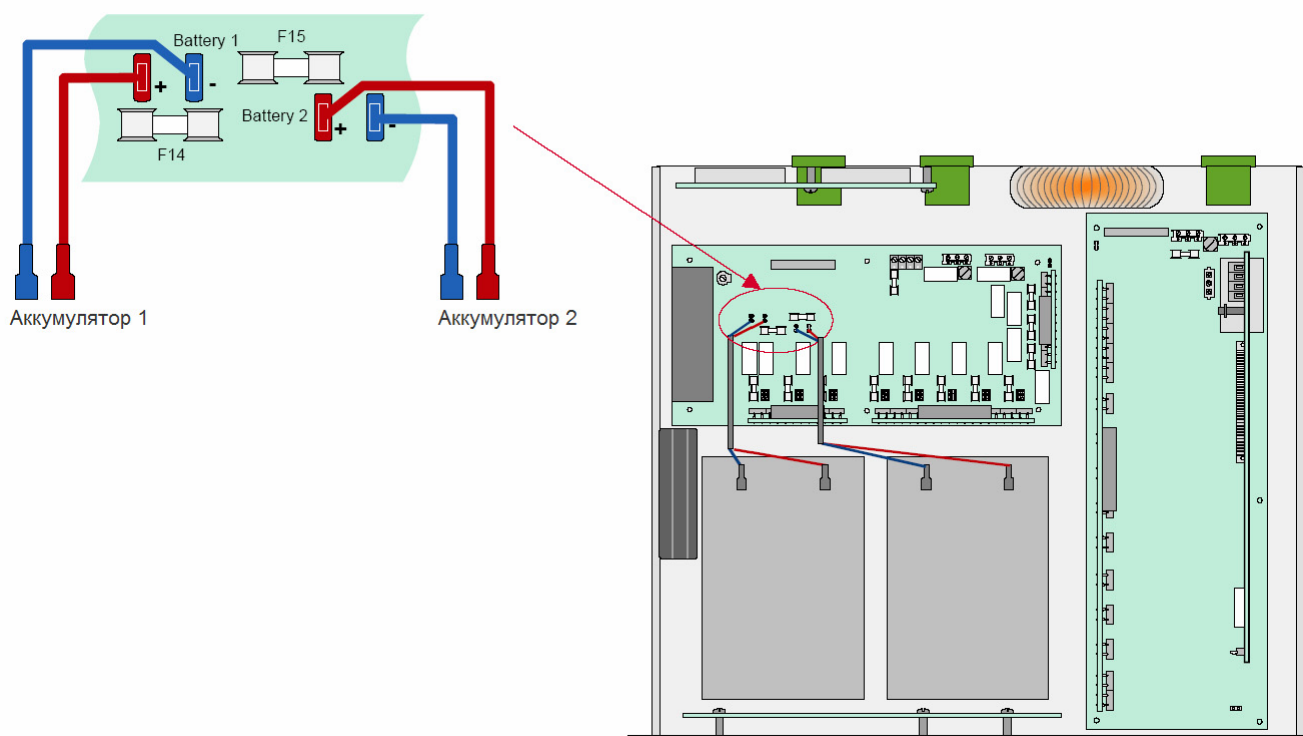 Battery 1
F15
+
-
Battery 2
+
-
F14
Аккумулятор 1
Аккумулятор 2